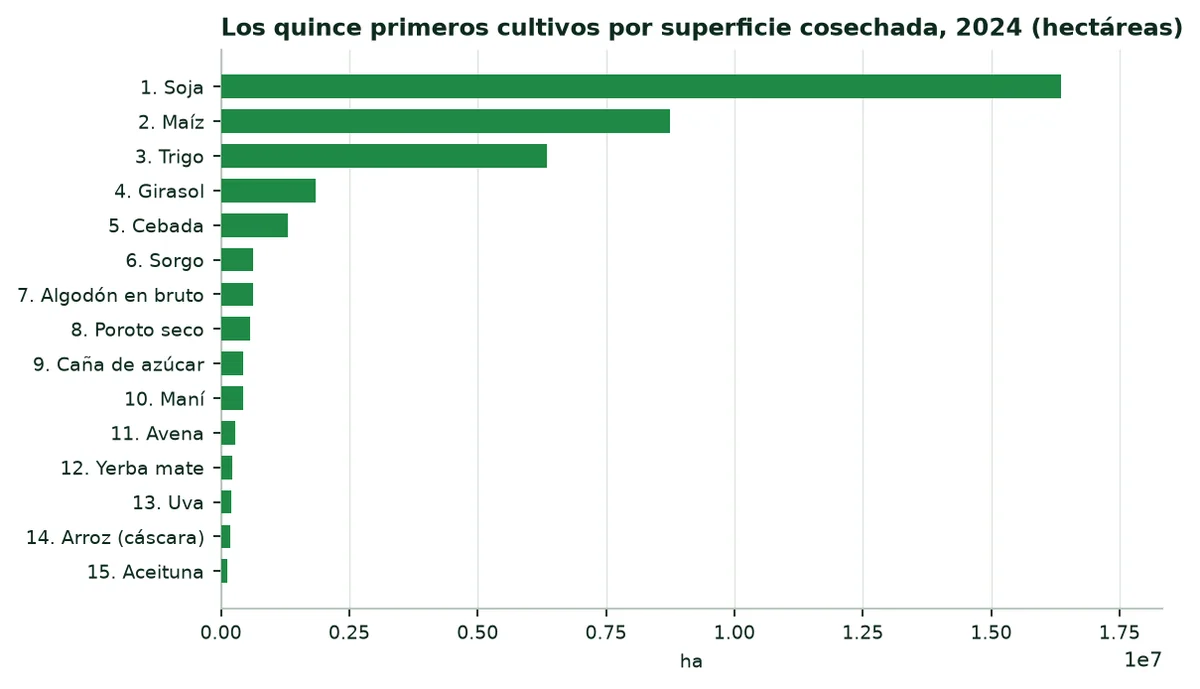 Los quince primeros cultivos por superficie cosechada, 2024 (hectáreas)
1. Soja
2. Maíz
3. Trigo
4. Girasol
5. Cebada
6. Sorgo
7. Algodón en bruto
8. Poroto seco
9. Caña de azúcar
10. Maní
11. Avena
12. Yerba mate
13. Uva
14. Arroz (cáscara)
15. Aceituna
0.00 0.25 0.50 0.75 1.00 1.25 1.50 1.75
ha
1e7